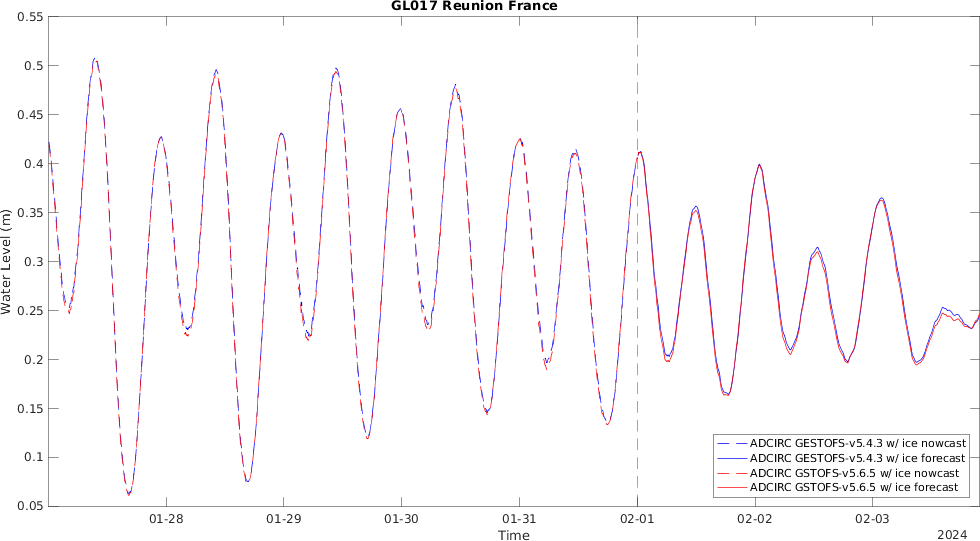 GL017 Reunion France
0.55
0.5
0.45
0.4
0.35
0.3
0.25
0.2
0.15
0.1
0.05
Water Level (m)
ADCIRC GESTOFS-v5.4.3 w/ ice nowcast
ADCIRC GESTOFS-v5.4.3 w/ ice forecast
ADCIRC GSTOFS-v5.6.5 w/ ice nowcast
ADCIRC GSTOFS-v5.6.5 w/ ice forecast
01-28 01-29 01-30 01-31 02-01 02-02 02-03
Time
2024